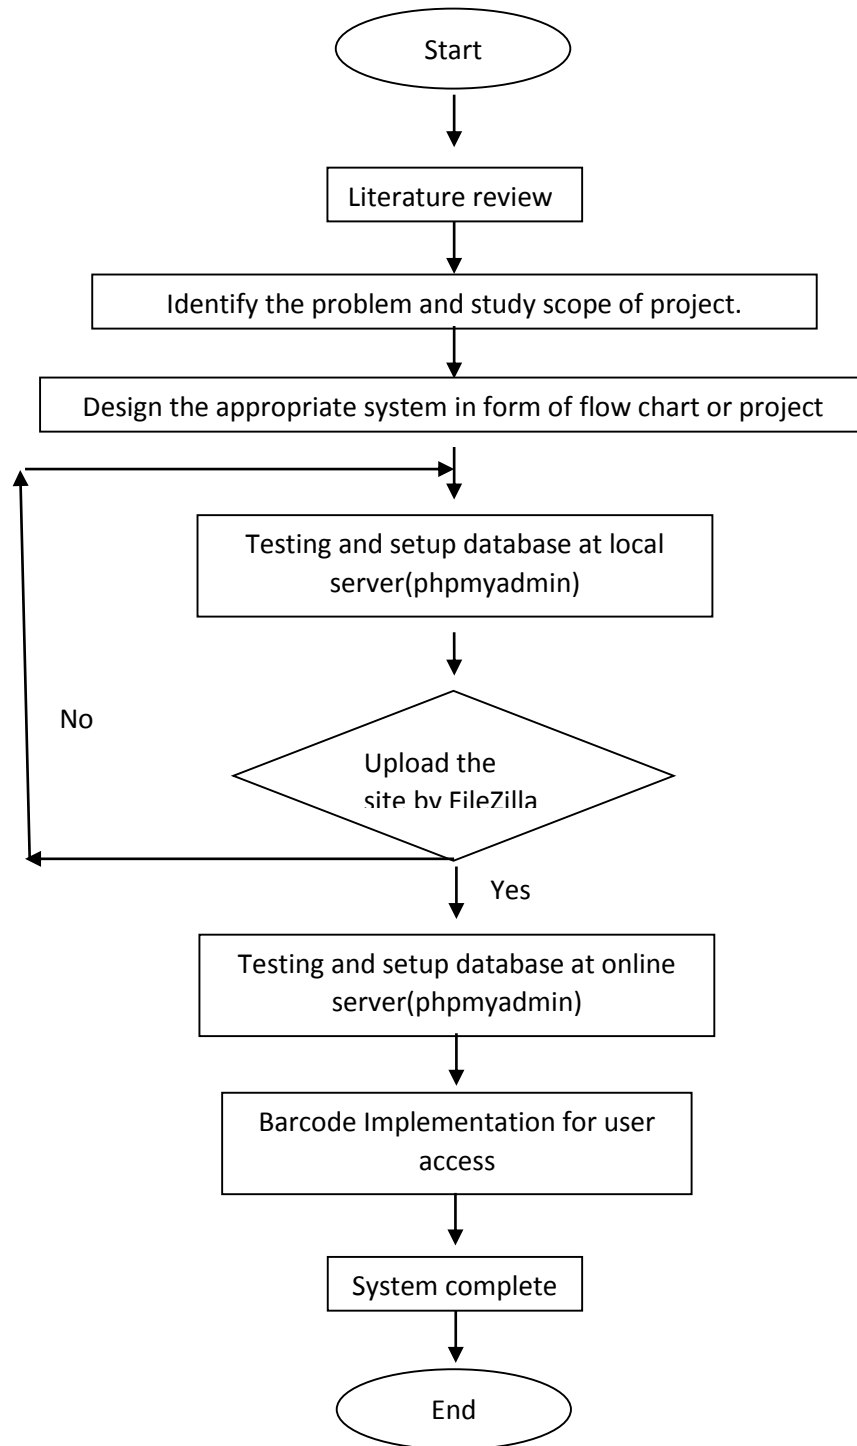 Start
Literature review
Identify the problem and study scope of project.
Design the appropriate system in form of flow chart or project
Testing and setup database at local
server(phpmyadmin)
No
Upload the
site by FileZilla
Yes
Testing and setup database at online
server(phpmyadmin)
Barcode Implementation for user
access
System complete
End